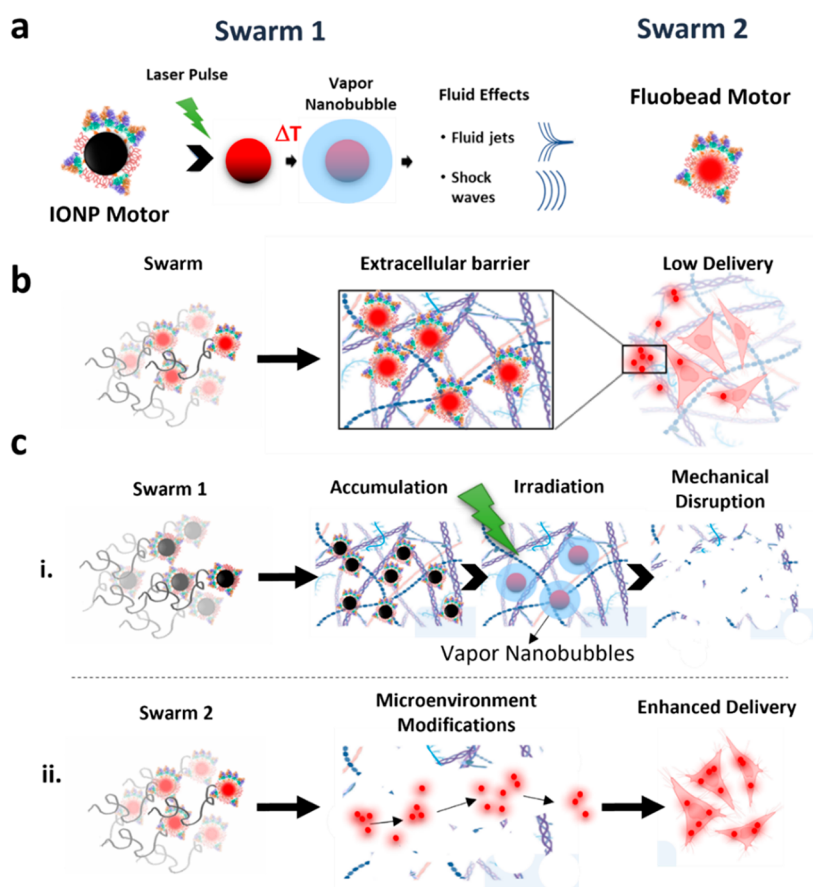 a
Swarm 1
Swarm 2
Laser Pulse
Vapor
Nanobubble
ΔT
Fluid Effects
• Fluid jets
• Shock
waves
IONP Motor
Fluobead Motor
b
Swarm
Extracellular barrier
Low Delivery
c
Swarm 1
Accumulation
Irradiation
Mechanical
Disruption
i.
Vapor Nanobubbles
Swarm 2
Microenvironment
Modifications
Enhanced Delivery
ii.